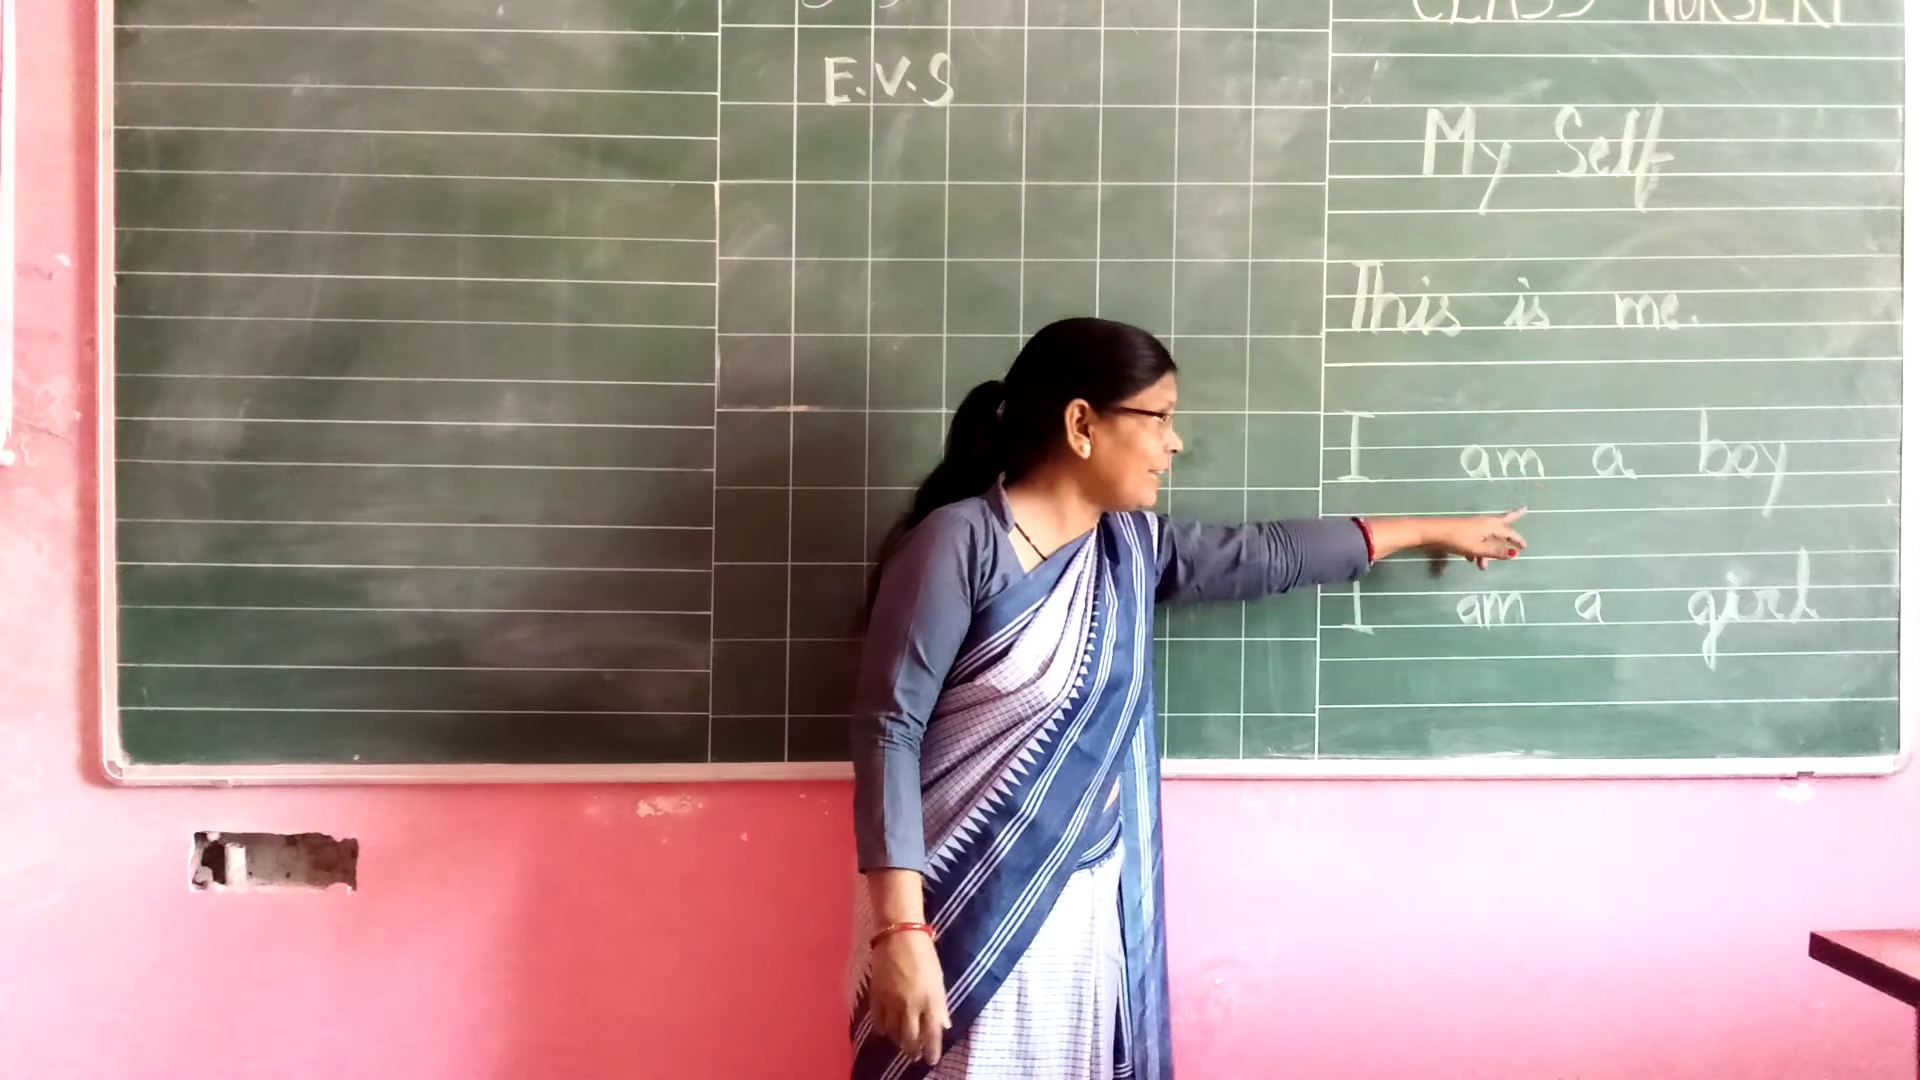 CLASS NURSERY
E.V.S
My Self
This is me.
I am a boy
I am a girl